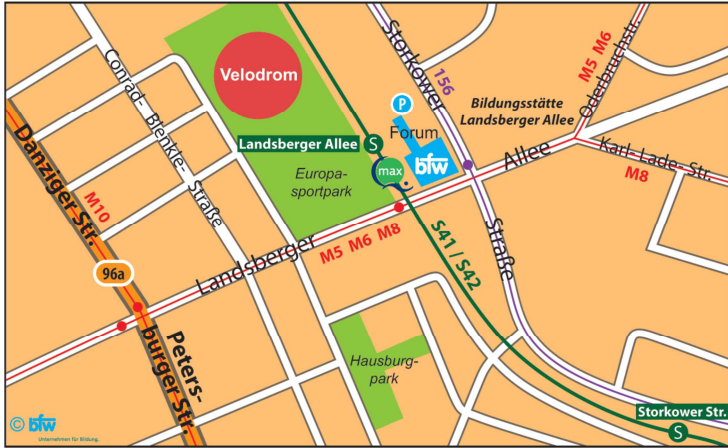 Velodrom
Storkower
156
M5 M6
Oderbruchstr.
Conrad- Blenkle- Straße
P
Bildungsstätte
Landsberger Allee
Landsberger Allee
S
Forum
bfw
max
Allee
Karl- Lade- Str.
M8
Europa-
sportpark
Danziger Str.
M10
Landsberger
M5 M6 M8
S41 / S42
Straße
96a
Peters-
burger Str.
Hausburg-
park
Storkower Str.
S
© bfw
Unternehmen für Bildung.